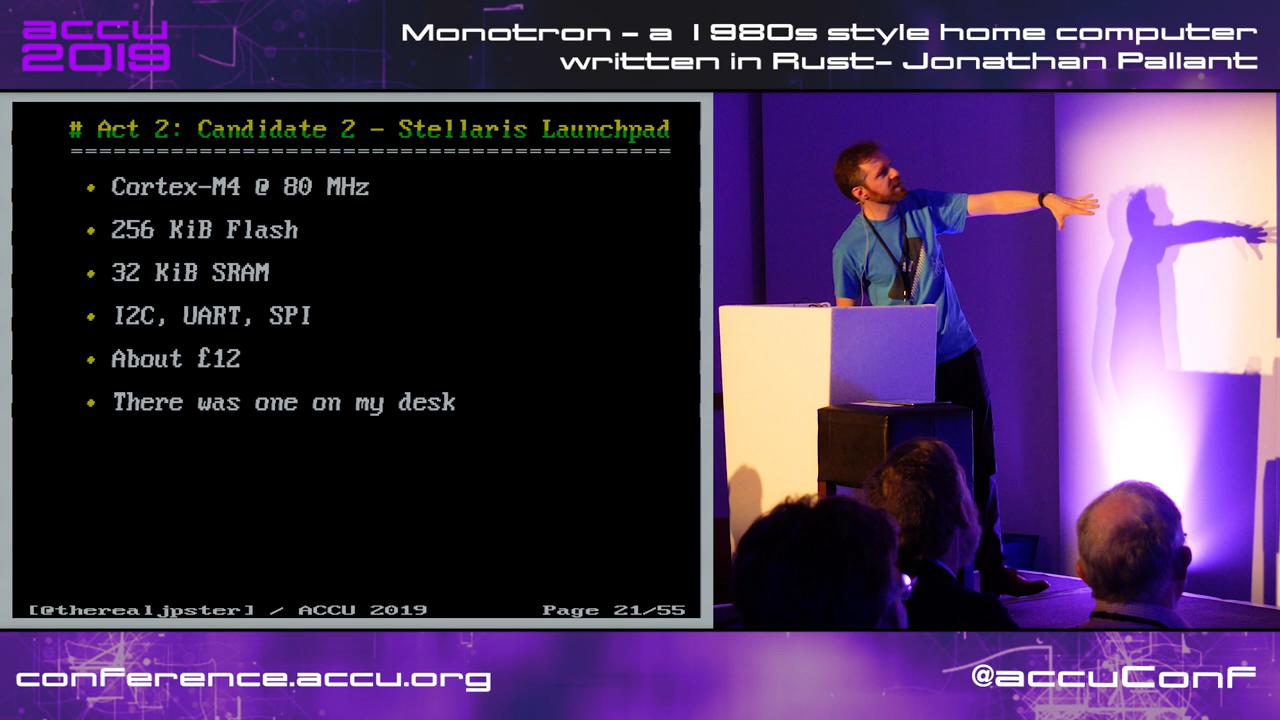 accu
2019
Monotron - a 1980s style home computer
written in Rust- Jonathan Pallant
# Act 2: Candidate 2 - Stellaris Launchpad
==========================================
• Cortex-M4 @ 80 MHz
• 256 KiB Flash
• 32 KiB SRAM
• I2C, UART, SPI
• About £12
• There was one on my desk
[@therealjpster] / ACCU 2019 Page 21/55
conference.accu.org
@accuConf